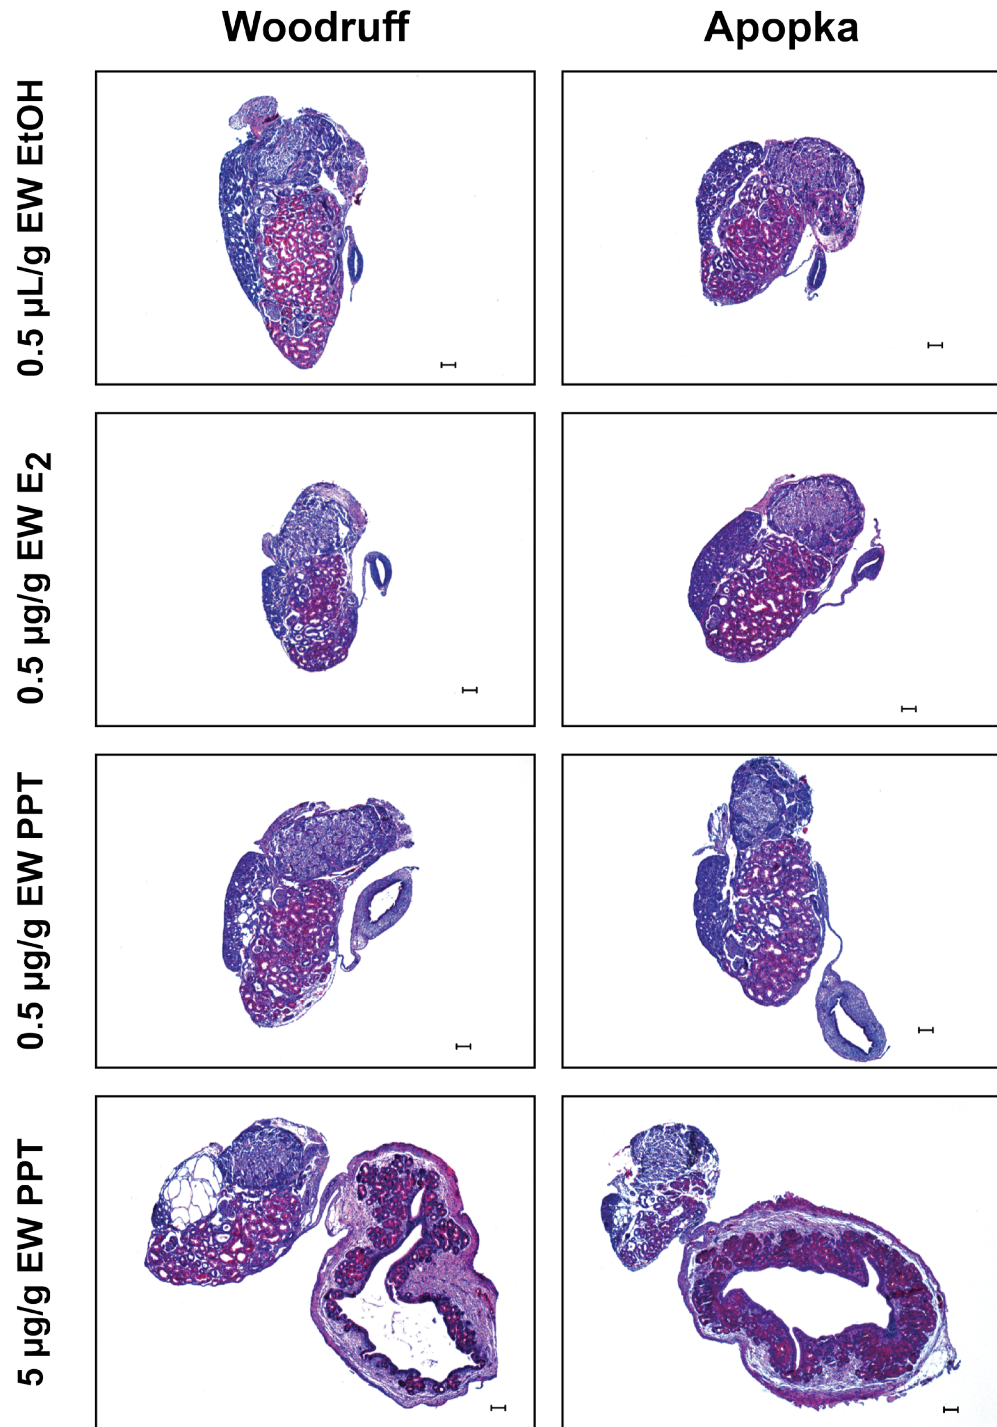 Woodruff Apopka
0.5 µL/g EW EtOH
0.5 µg/g EW E₂
0.5 µg/g EW PPT
5 µg/g EW PPT